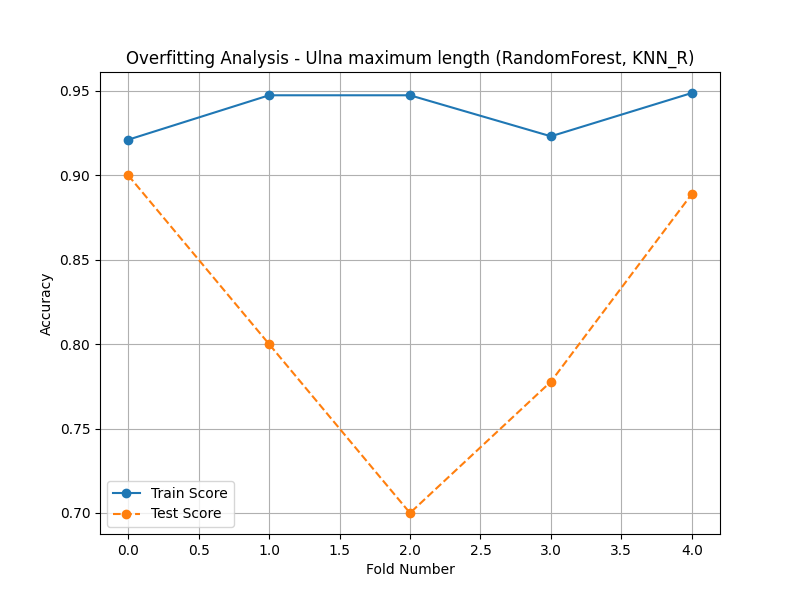 Overfitting Analysis - Ulna maximum length (RandomForest, KNN_R)
Accuracy
0.95
0.90
0.85
0.80
0.75
0.70
Train Score
Test Score
0.0 0.5 1.0 1.5 2.0 2.5 3.0 3.5 4.0
Fold Number